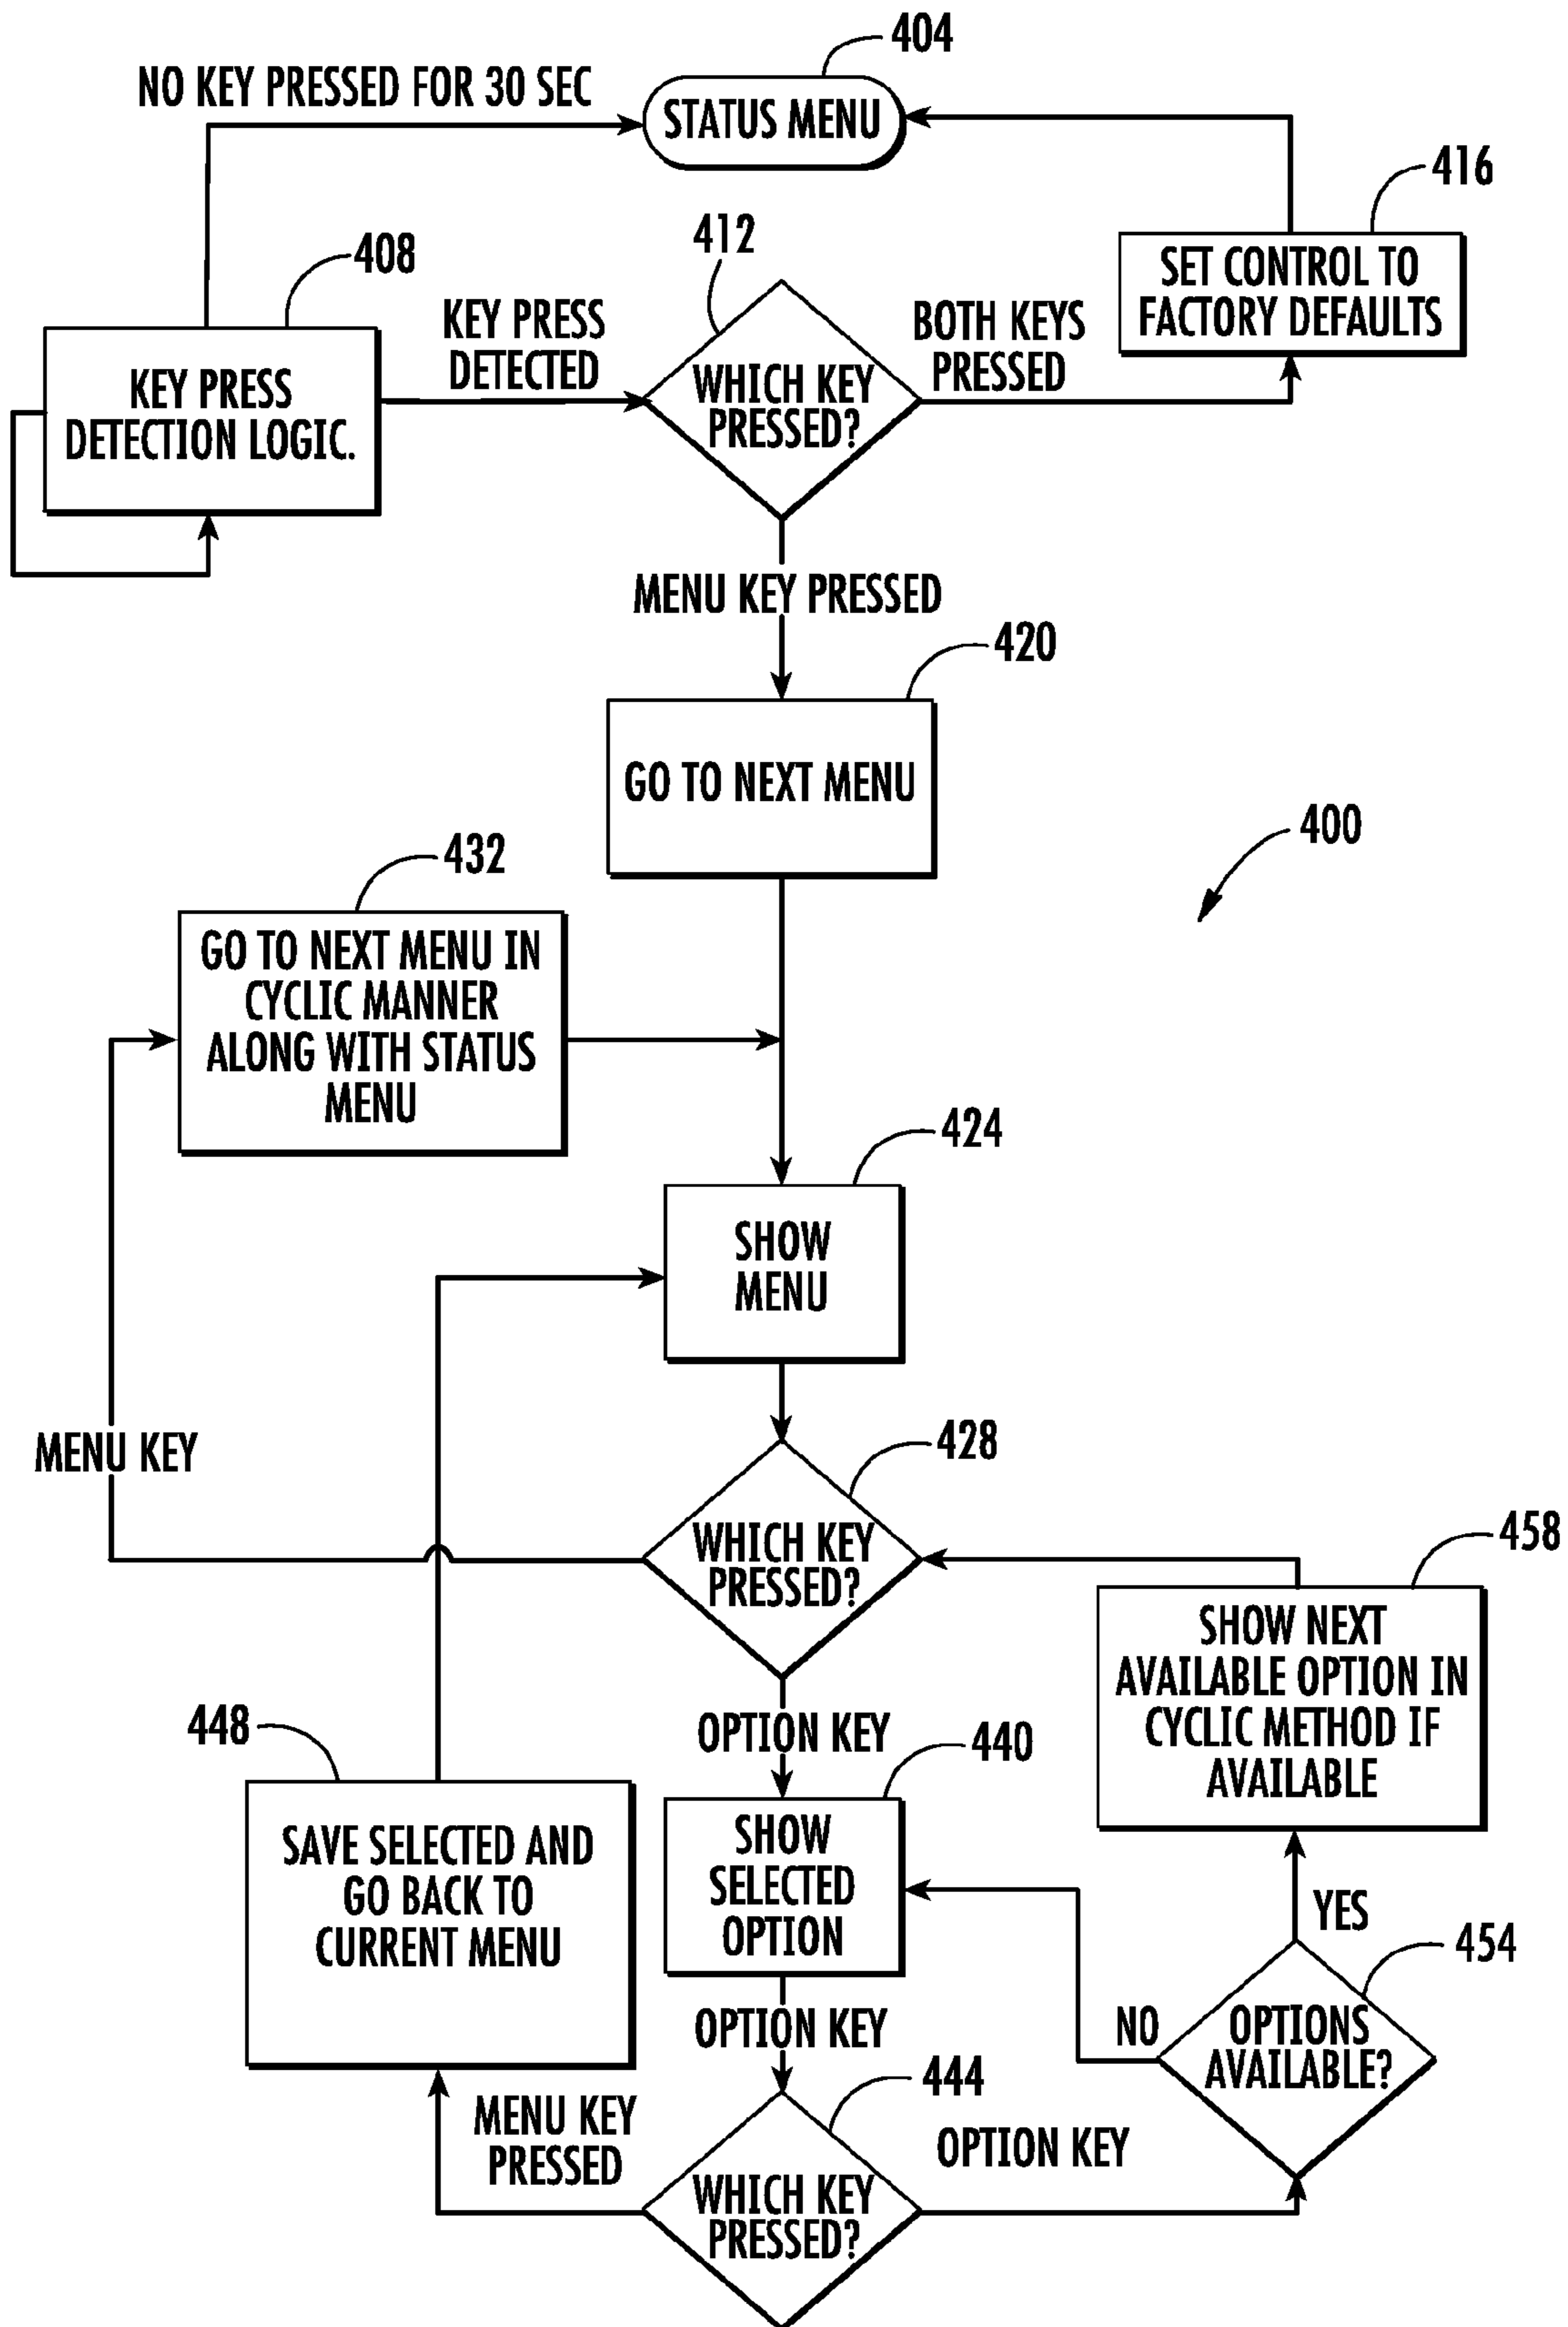 404
NO KEY PRESSED FOR 30 SEC
STATUS MENU
416
412
408
SET CONTROL TO
FACTORY DEFAULTS
KEY PRESS
DETECTED
BOTH KEYS
PRESSED
KEY PRESS
DETECTION LOGIC.
WHICH KEY
PRESSED?
MENU KEY PRESSED
420
GO TO NEXT MENU
400
432
GO TO NEXT MENU IN
CYCLIC MANNER
ALONG WITH STATUS
MENU
424
SHOW
MENU
MENU KEY
428
WHICH KEY
PRESSED?
458
SHOW NEXT
AVAILABLE OPTION IN
CYCLIC METHOD IF
AVAILABLE
448
OPTION KEY
440
SAVE SELECTED AND
GO BACK TO
CURRENT MENU
SHOW
SELECTED
OPTION
YES
454
OPTION KEY
NO
OPTIONS
AVAILABLE?
444
MENU KEY
PRESSED
OPTION KEY
WHICH KEY
PRESSED?